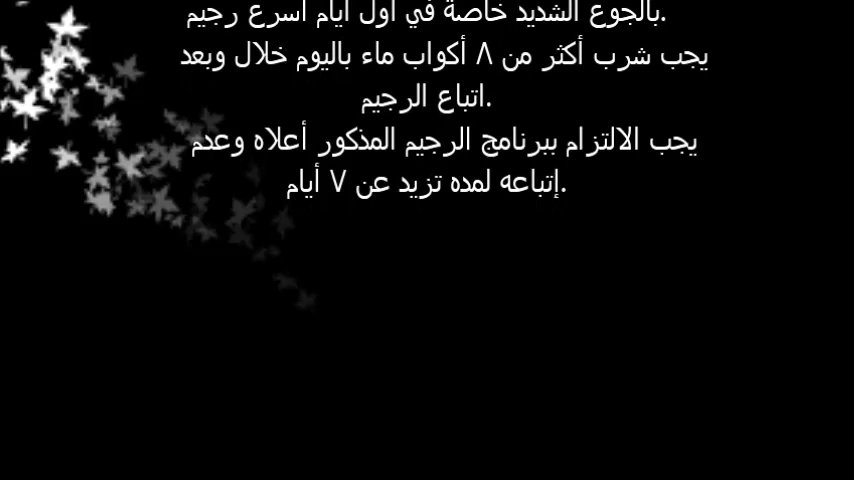 بالجوع الشديد خاصة في أول أيام أسرع رجيم.
يجب شرب أكثر من ٨ أكواب ماء باليوم خلال وبعد
اتباع الرجيم.
يجب الالتزام ببرنامج الرجيم المذكور أعلاه وعدم
إتباعه لمده تزيد عن ٧ أيام.